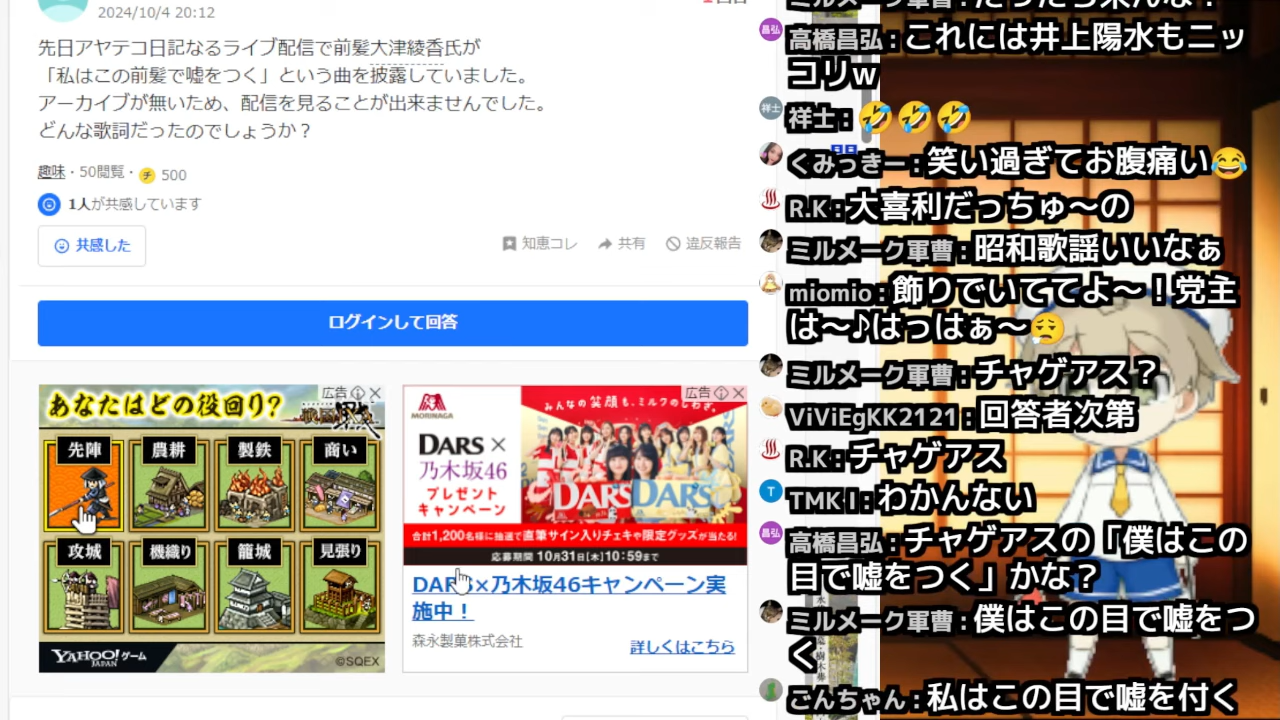 2024/10/4 20:12
先日アヤテコ日記なるライブ配信で前髪大津綾香氏が
「私はこの前髪で嘘をつく」という曲を披露していました。
アーカイブが無いため、配信を見ることが出来ませんでした。
どんな歌詞だったのでしょうか？
趣味・50閲覧・チ 500
1人が共感しています
共感した
知恵コレ 共有 違反報告
ログインして回答
あなたはどの役回り?
広告
先陣 農耕 製鉄 商い
攻城 機織り 籠城 見張り
YAHOO!ゲーム
JAPAN
©SQEX
広告
MORINAGA
DARS×
乃木坂46
プレゼント
キャンペーン
みんなの笑顔も、ミルクのしわざ。
DARS DARS
合計1,200名様に抽選で直筆サイン入りチェキや限定グッズが当たる!
応募期間 10月31日[木]10:59まで
DARS×乃木坂46キャンペーン実
施中！
森永製菓株式会社
詳しくはこちら
昌弘 高橋昌弘 : これには井上陽水もニッ
コリw
祥士 祥士 : 🤣🤣🤣
くみっきー : 笑い過ぎてお腹痛い😂
R.K : 大喜利だっちゅ〜の
ミルメーク軍曹 : 昭和歌謡いいなぁ
miomio : 飾りでいててよ〜！党主
は〜♪はっはぁ〜😮‍💨
ミルメーク軍曹 : チャゲアス？
ViViEgKK2121 : 回答者次第
R.K : チャゲアス
T TMK I : わかんない
昌弘 高橋昌弘 : チャゲアスの「僕はこの
目で嘘をつく」かな？
ミルメーク軍曹 : 僕はこの目で嘘をつ
く
ごんちゃん : 私はこの目で嘘を付く